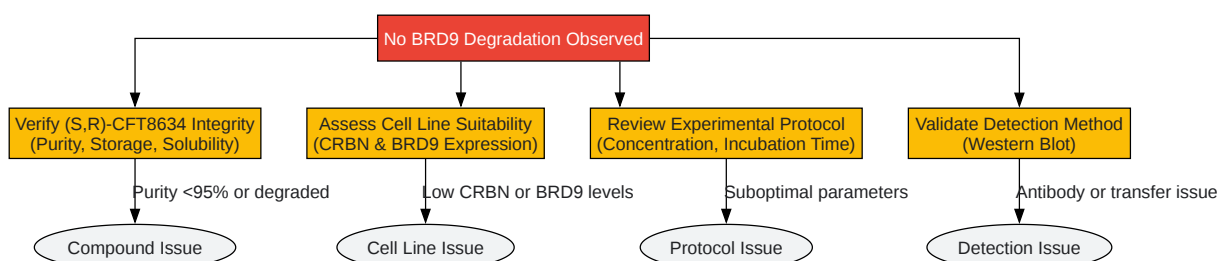 No BRD9 Degradation Observed
Verify (S,R)-CFT8634 Integrity
(Purity, Storage, Solubility)
Assess Cell Line Suitability
(CRBN & BRD9 Expression)
Review Experimental Protocol
(Concentration, Incubation Time)
Validate Detection Method
(Western Blot)
Purity <95% or degraded
Low CRBN or BRD9 levels
Suboptimal parameters
Antibody or transfer issue
Compound Issue
Cell Line Issue
Protocol Issue
Detection Issue